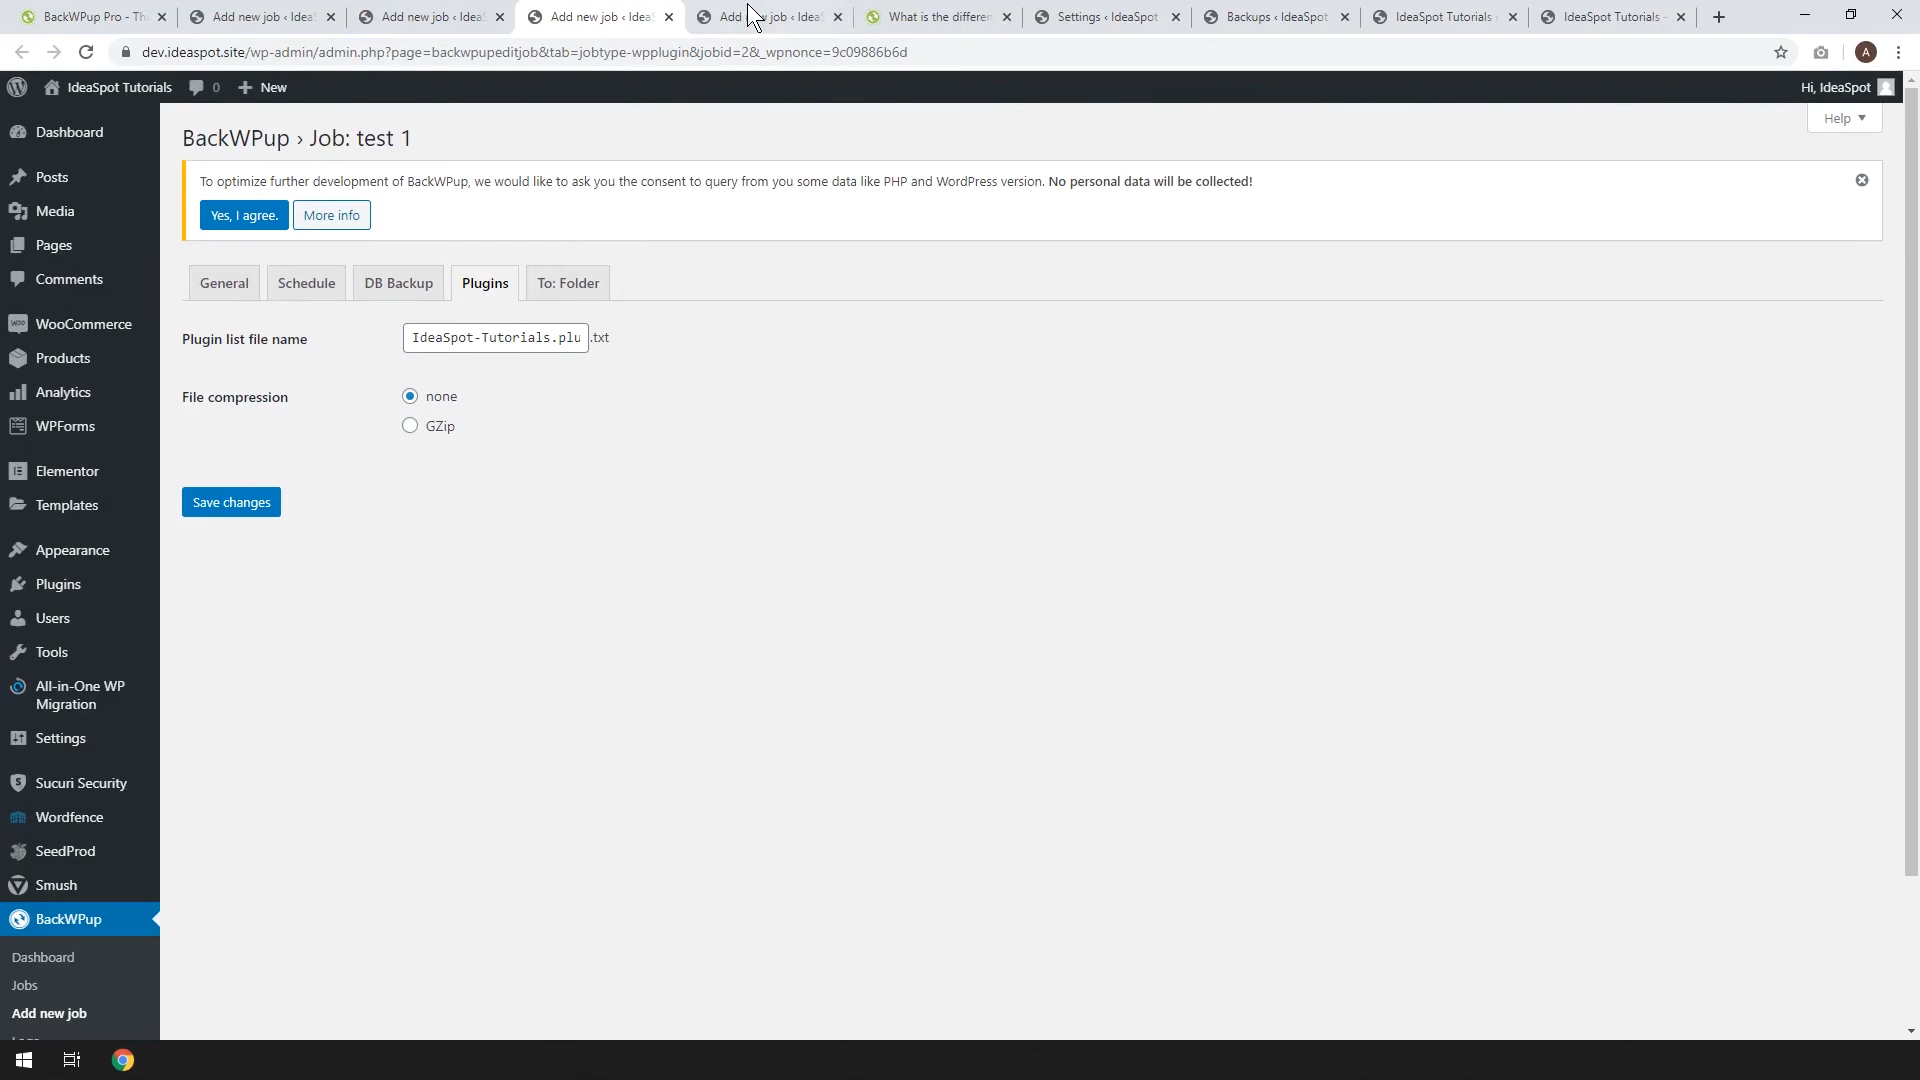 BackWPup Pro - Th
Add new job ‹ Idea
Add new job ‹ Idea
Add new job ‹ Idea
Add job ‹ Idea
What is the differen
Settings ‹ IdeaSpot
Backups ‹ IdeaSpot
IdeaSpot Tutorials
IdeaSpot Tutorials –
dev.ideaspot.site/wp-admin/admin.php?page=backwpupeditjob&tab=jobtype-wpplugin&jobid=2&_wpnonce=9c09886b6d
A
IdeaSpot Tutorials
0
New
Hi, IdeaSpot
Help
Dashboard
Posts
Media
Pages
Comments
WooCommerce
Products
Analytics
WPForms
Elementor
Templates
Appearance
Plugins
Users
Tools
All-in-One WP
Migration
Settings
Sucuri Security
Wordfence
SeedProd
Smush
BackWPup
Dashboard
Jobs
Add new job
BackWPup › Job: test 1
To optimize further development of BackWPup, we would like to ask you the consent to query from you some data like PHP and WordPress version. No personal data will be collected!
Yes, I agree.
More info
General
Schedule
DB Backup
Plugins
To: Folder
Plugin list file name
IdeaSpot-Tutorials.plu
.txt
File compression
none
GZip
Save changes